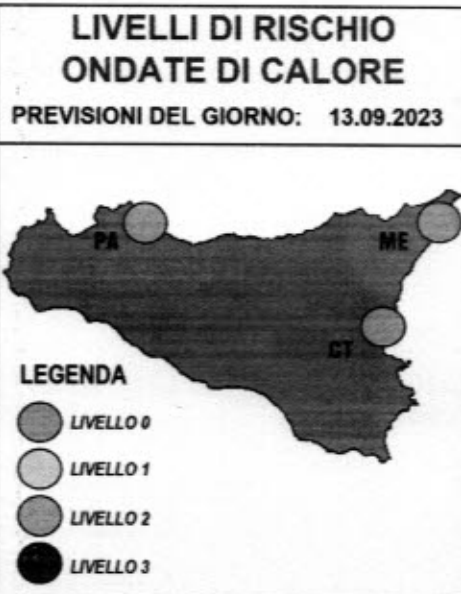 LIVELLI DI RISCHIO
ONDATE DI CALORE
PREVISIONI DEL GIORNO: 13.09.2023
PA
ME
CT
LEGENDA
LIVELLO 0
LIVELLO 1
LIVELLO 2
LIVELLO 3